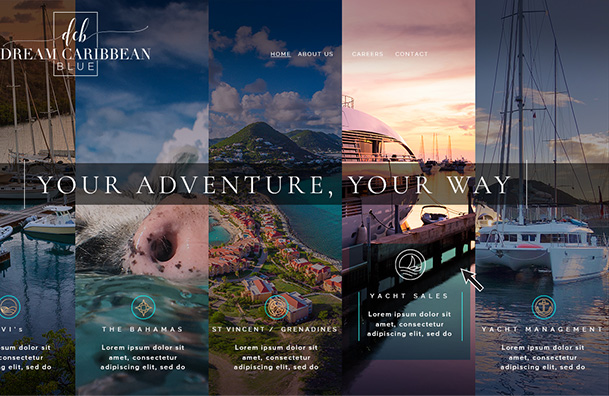 dcb
DREAM CARIBBEAN
BLUE
HOME ABOUT US CAREERS CONTACT
YOUR ADVENTURE, YOUR WAY
VI's
Lorem ipsum dolor sit
amet, consectetur
adipiscing elit, sed do
THE BAHAMAS
Lorem ipsum dolor sit
amet, consectetur
adipiscing elit, sed do
ST VINCENT / GRENADINES
Lorem ipsum dolor sit
amet, consectetur
adipiscing elit, sed do
YACHT SALES
Lorem ipsum dolor sit
amet, consectetur
adipiscing elit, sed do
YACHT MANAGEMENT
Lorem ipsum dolor sit
amet, consectetur
adipiscing elit, sed do